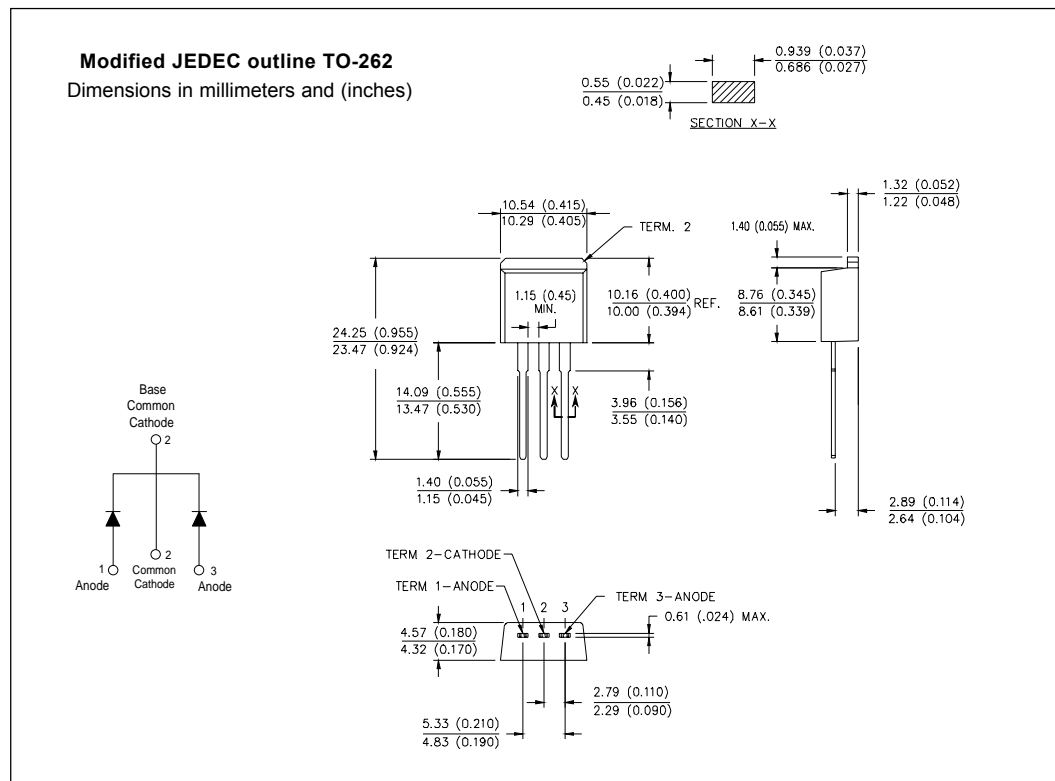 Modified JEDEC outline TO-262
Dimensions in millimeters and (inches)
0.939 (0.037)
0.686 (0.027)
0.55 (0.022)
0.45 (0.018)
SECTION X-X
1.32 (0.052)
1.22 (0.048)
1.40 (0.055) MAX.
10.54 (0.415)
10.29 (0.405)
TERM. 2
1.15 (0.45)
MIN.
10.16 (0.400)
10.00 (0.394)
REF.
8.76 (0.345)
8.61 (0.339)
24.25 (0.955)
23.47 (0.924)
14.09 (0.555)
13.47 (0.530)
X X
3.96 (0.156)
3.55 (0.140)
1.40 (0.055)
1.15 (0.045)
2.89 (0.114)
2.64 (0.104)
Base
Common
Cathode
2
1
2
3
Anode
Common
Cathode
Anode
TERM 2-CATHODE
TERM 1-ANODE
TERM 3-ANODE
1 2 3
0.61 (.024) MAX.
4.57 (0.180)
4.32 (0.170)
2.79 (0.110)
2.29 (0.090)
5.33 (0.210)
4.83 (0.190)